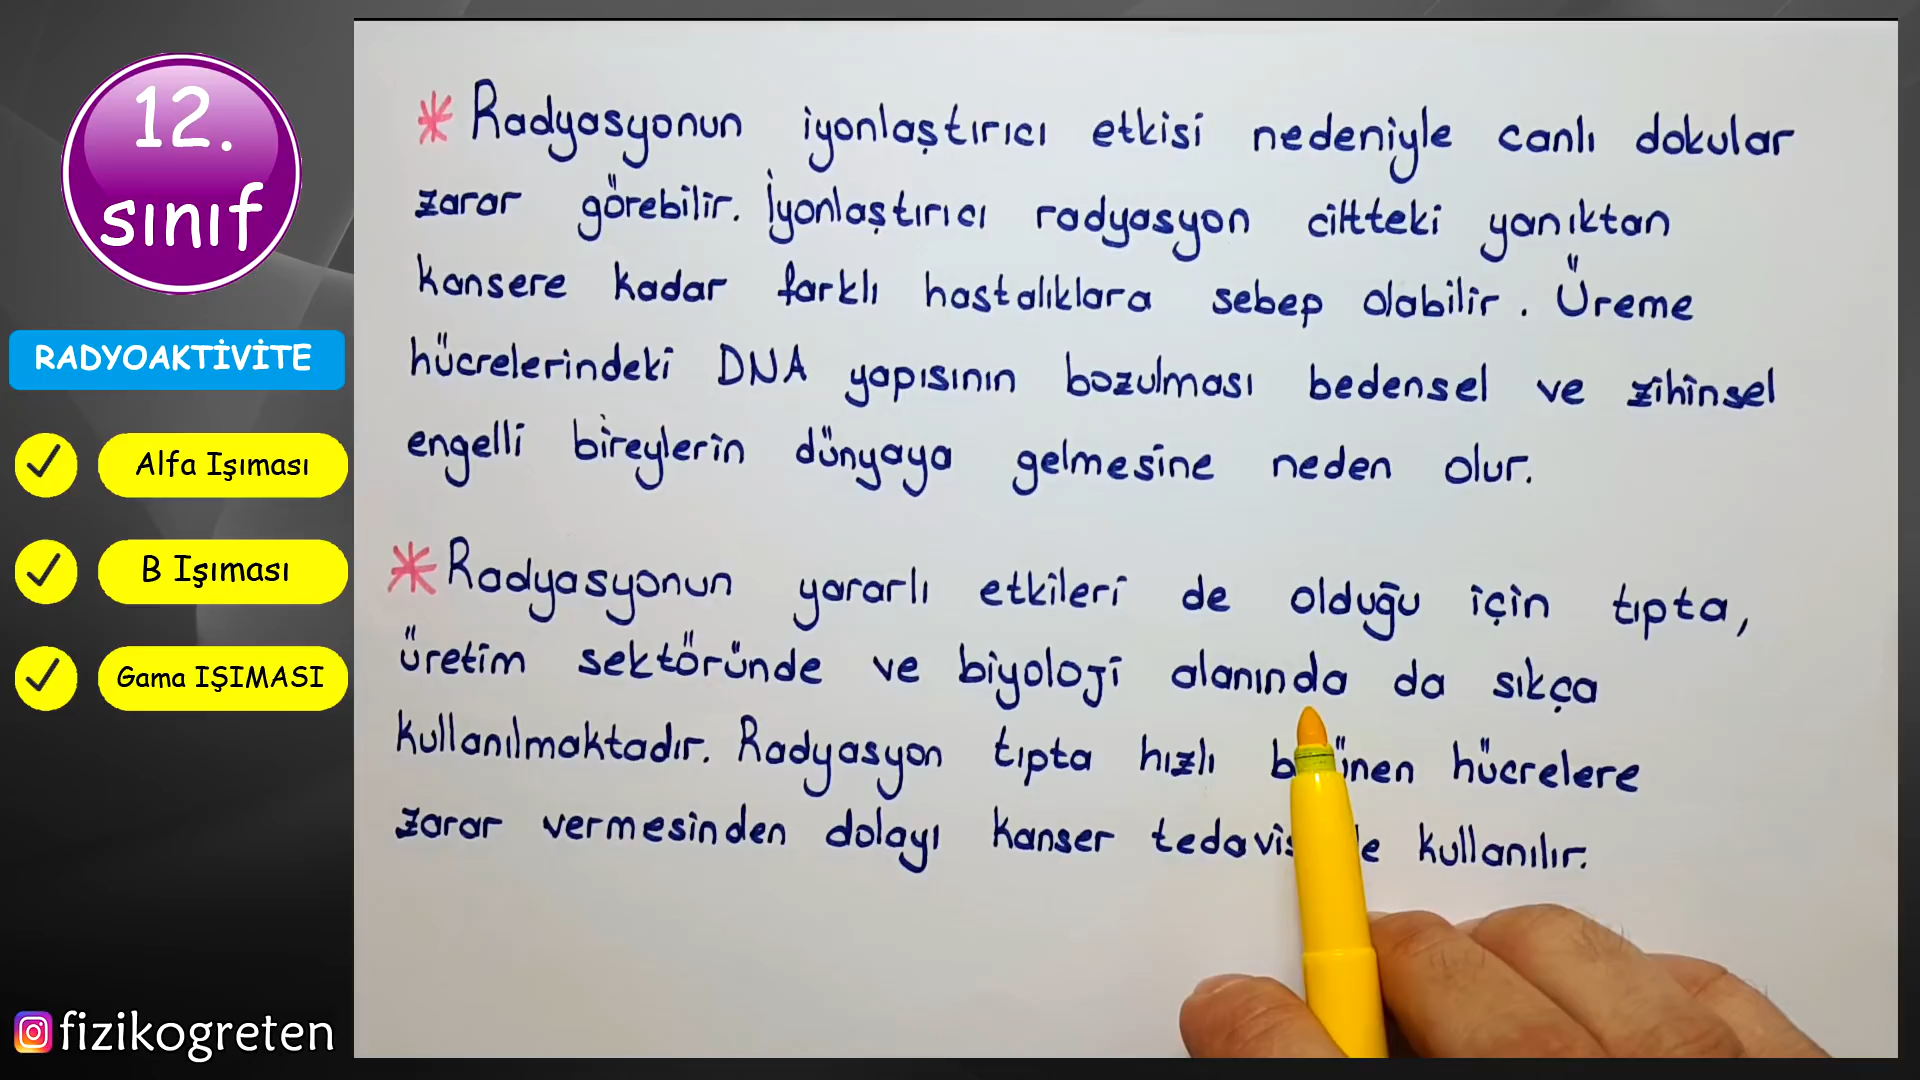 12.
sınıf
RADYOAKTİVİTE
Alfa Işıması
B Işıması
Gama IŞIMASI
fizikogreten
* Radyasyonun iyonlaştırıcı etkisi nedeniyle canlı dokular
zarar görebilir. İyonlaştırıcı radyasyon ciltteki yanıktan
kansere kadar farklı hastalıklara sebep olabilir. Üreme
hücrelerindeki DNA yapısının bozulması bedensel ve zihinsel
engelli bireylerin dünyaya gelmesine neden olur.
* Radyasyonun yararlı etkileri de olduğu için tıpta,
üretim sektöründe ve biyoloji alanında da sıkça
kullanılmaktadır. Radyasyon tıpta hızlı hücrelere
zarar vermesinden dolayı kanser kullanılır.